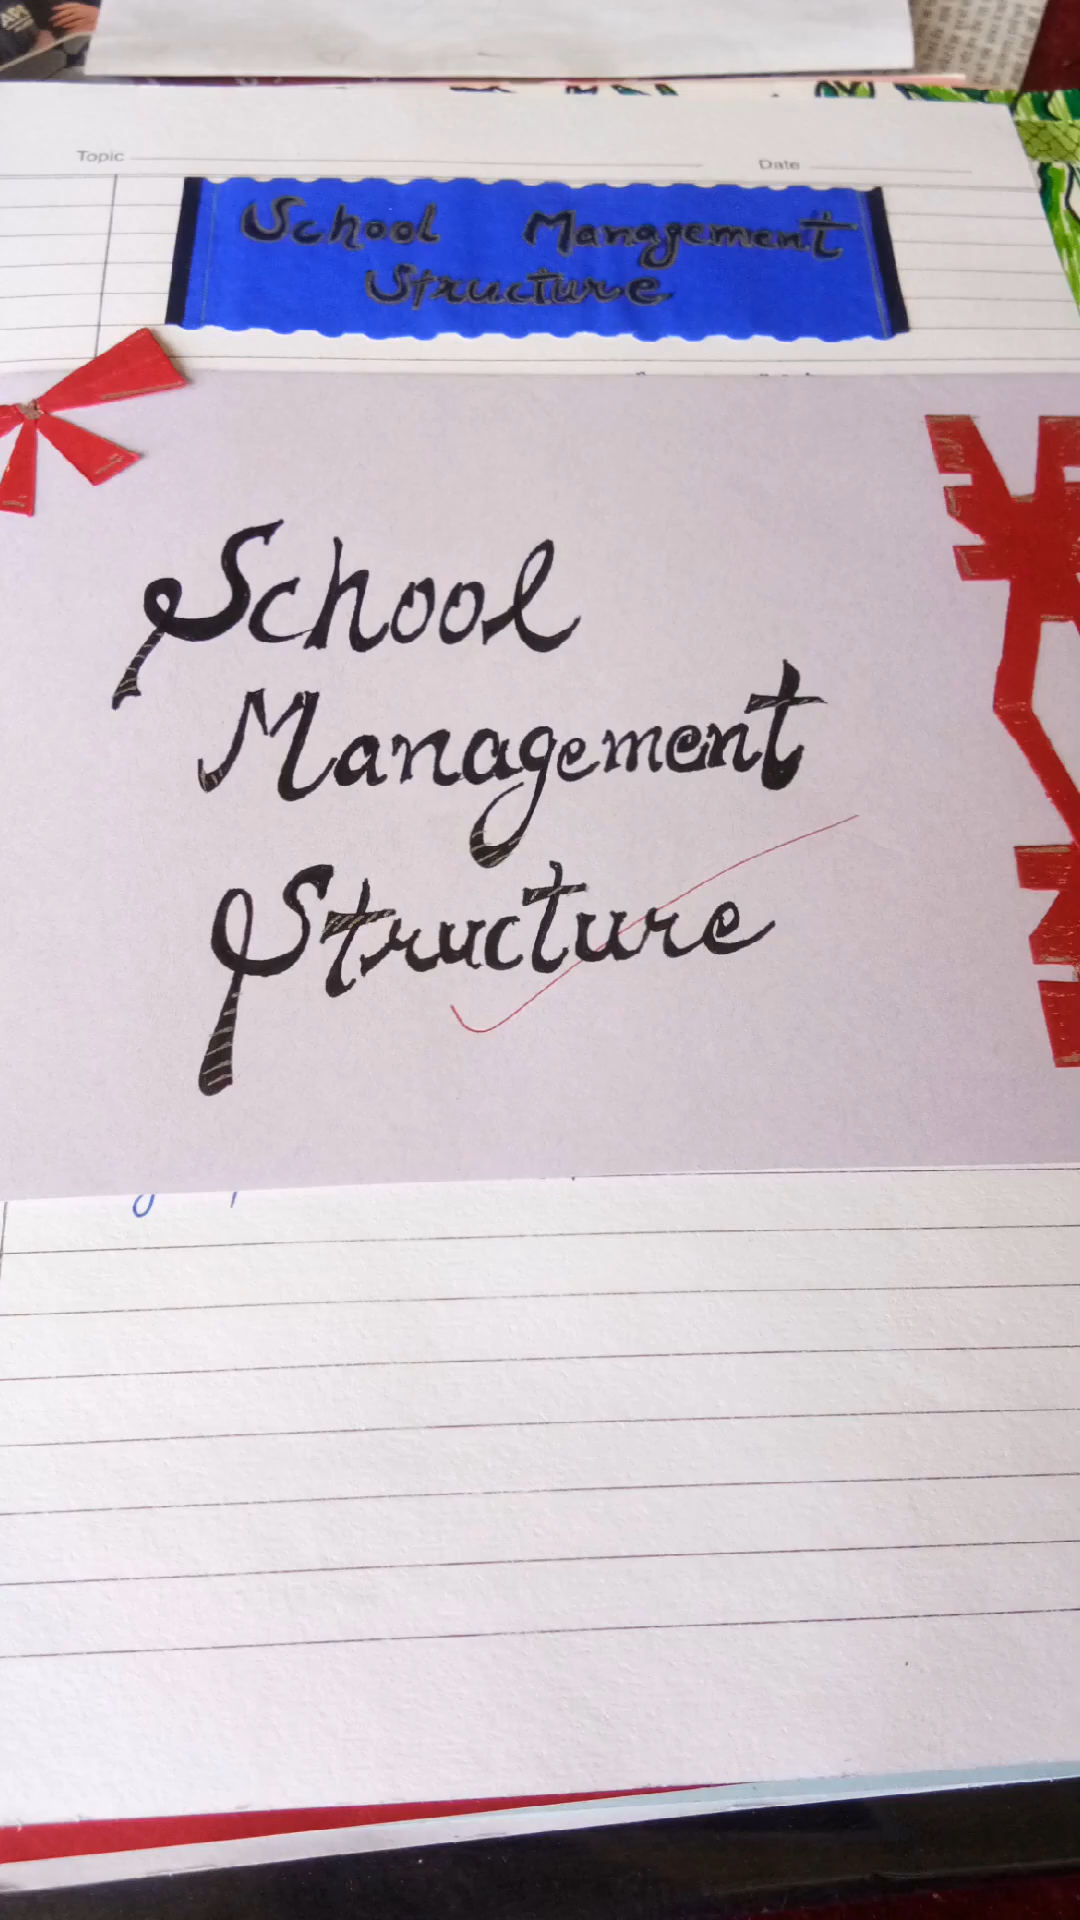 Topic
Date
School Management
Structure
School
Management
Structure